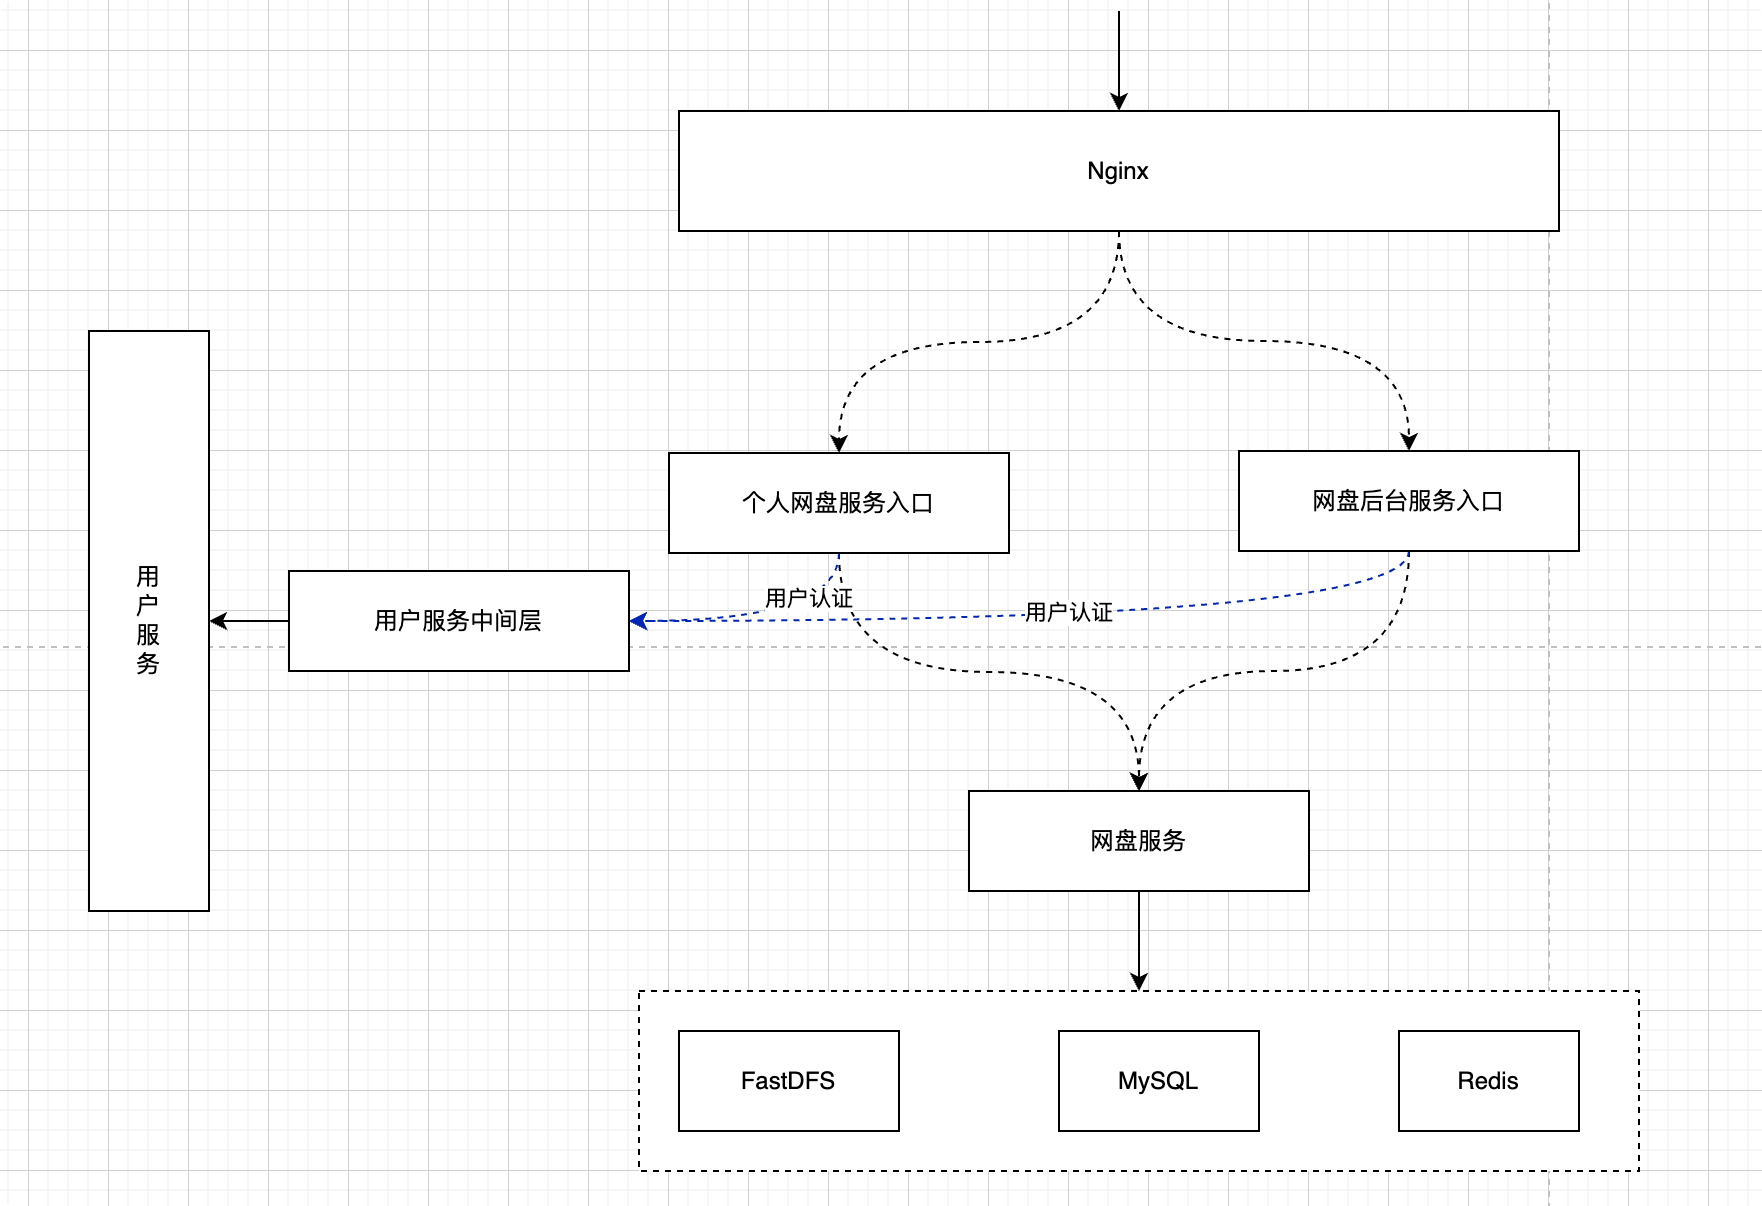 Nginx
个人网盘服务入口
网盘后台服务入口
用户认证
用户认证
用户服务中间层
用
户
服
务
网盘服务
FastDFS
MySQL
Redis